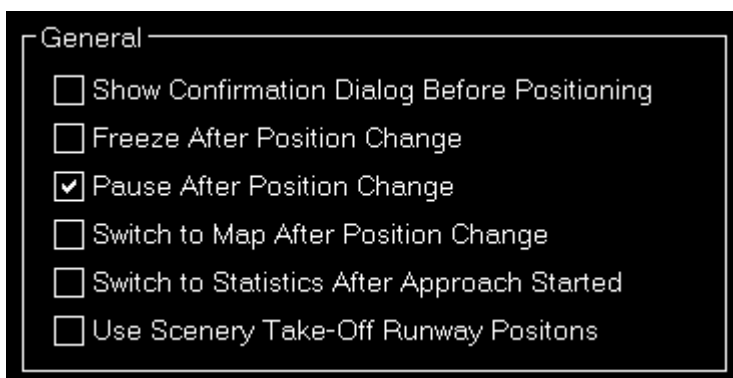 General
Show Confirmation Dialog Before Positioning
Freeze After Position Change
Pause After Position Change
Switch to Map After Position Change
Switch to Statistics After Approach Started
Use Scenery Take-Off Runway Positons